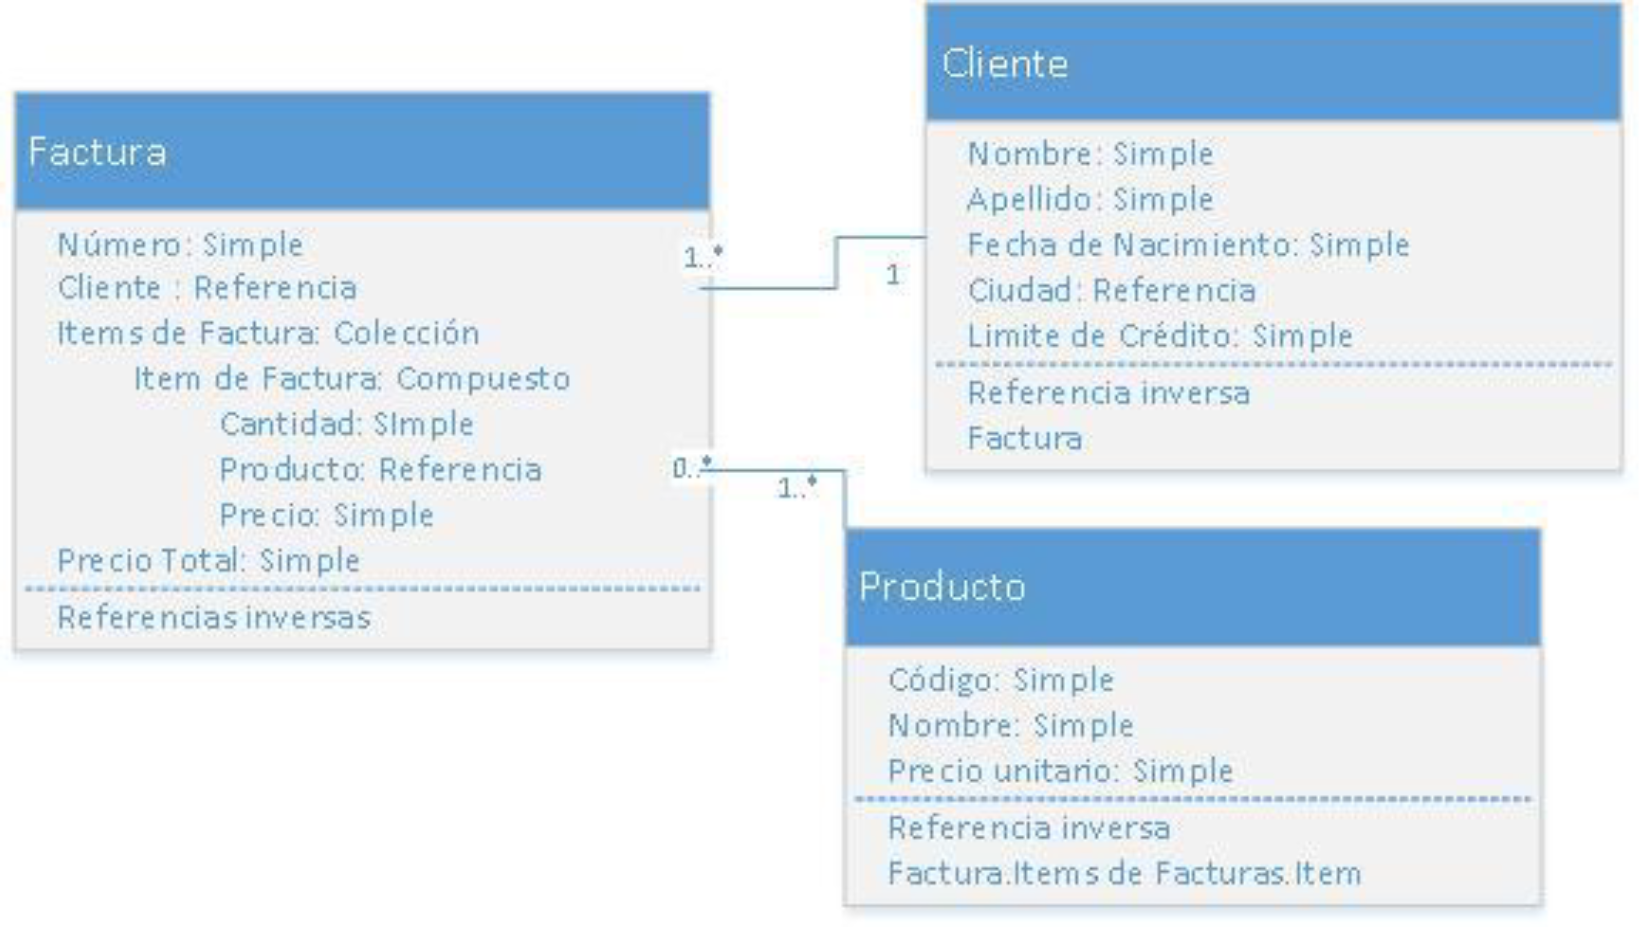 Factura
Número: Simple
Cliente : Referencia
Items de Factura: Colección
Item de Factura: Compuesto
Cantidad: SImple
Producto: Referencia
Precio: Simple
Precio Total: Simple
Referencias inversas
1..*
1
0..*
1..*
Cliente
Nombre: Simple
Apellido: Simple
Fecha de Nacimiento: Simple
Ciudad: Referencia
Limite de Crédito: Simple
Referencia inversa
Factura
Producto
Código: Simple
Nombre: Simple
Precio unitario: Simple
Referencia inversa
Factura.Items de Facturas.Item